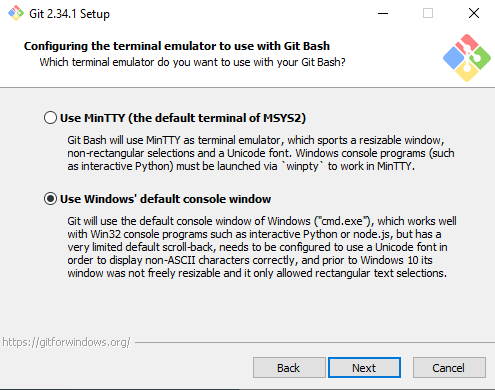 Git 2.34.1 Setup
Configuring the terminal emulator to use with Git Bash
Which terminal emulator do you want to use with your Git Bash?
Use MinTTY (the default terminal of MSYS2)
Git Bash will use MinTTY as terminal emulator, which sports a resizable window,
non-rectangular selections and a Unicode font. Windows console programs (such
as interactive Python) must be launched via `winpty` to work in MinTTY.
Use Windows' default console window
Git will use the default console window of Windows ("cmd.exe"), which works well
with Win32 console programs such as interactive Python or node.js, but has a
very limited default scroll-back, needs to be configured to use a Unicode font in
order to display non-ASCII characters correctly, and prior to Windows 10 its
window was not freely resizable and it only allowed rectangular text selections.
https://gitforwindows.org/
Back Next Cancel